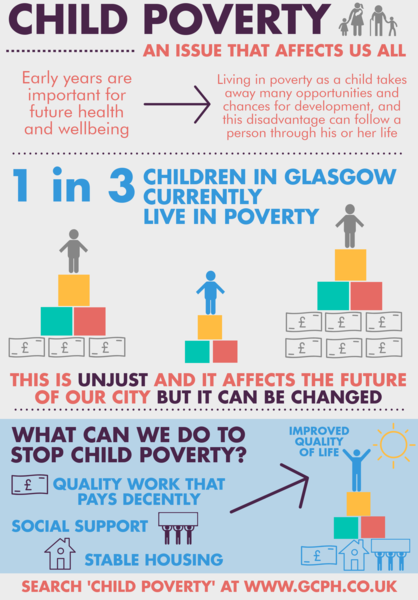 CHILD POVERTY
AN ISSUE THAT AFFECTS US ALL
Early years are
important for
future health
and wellbeing
Living in poverty as a child takes
away many opportunities and
chances for development, and
this disadvantage can follow a
person through his or her life
1 in 3
CHILDREN IN GLASGOW
CURRENTLY
LIVE IN POVERTY
£ £ £
£ £ £
£ £ £
THIS IS UNJUST AND IT AFFECTS THE FUTURE
OF OUR CITY BUT IT CAN BE CHANGED
WHAT CAN WE DO TO
STOP CHILD POVERTY?
£ QUALITY WORK THAT
PAYS DECENTLY
SOCIAL SUPPORT
STABLE HOUSING
IMPROVED
QUALITY
OF LIFE
£
SEARCH 'CHILD POVERTY' AT WWW.GCPH.CO.UK